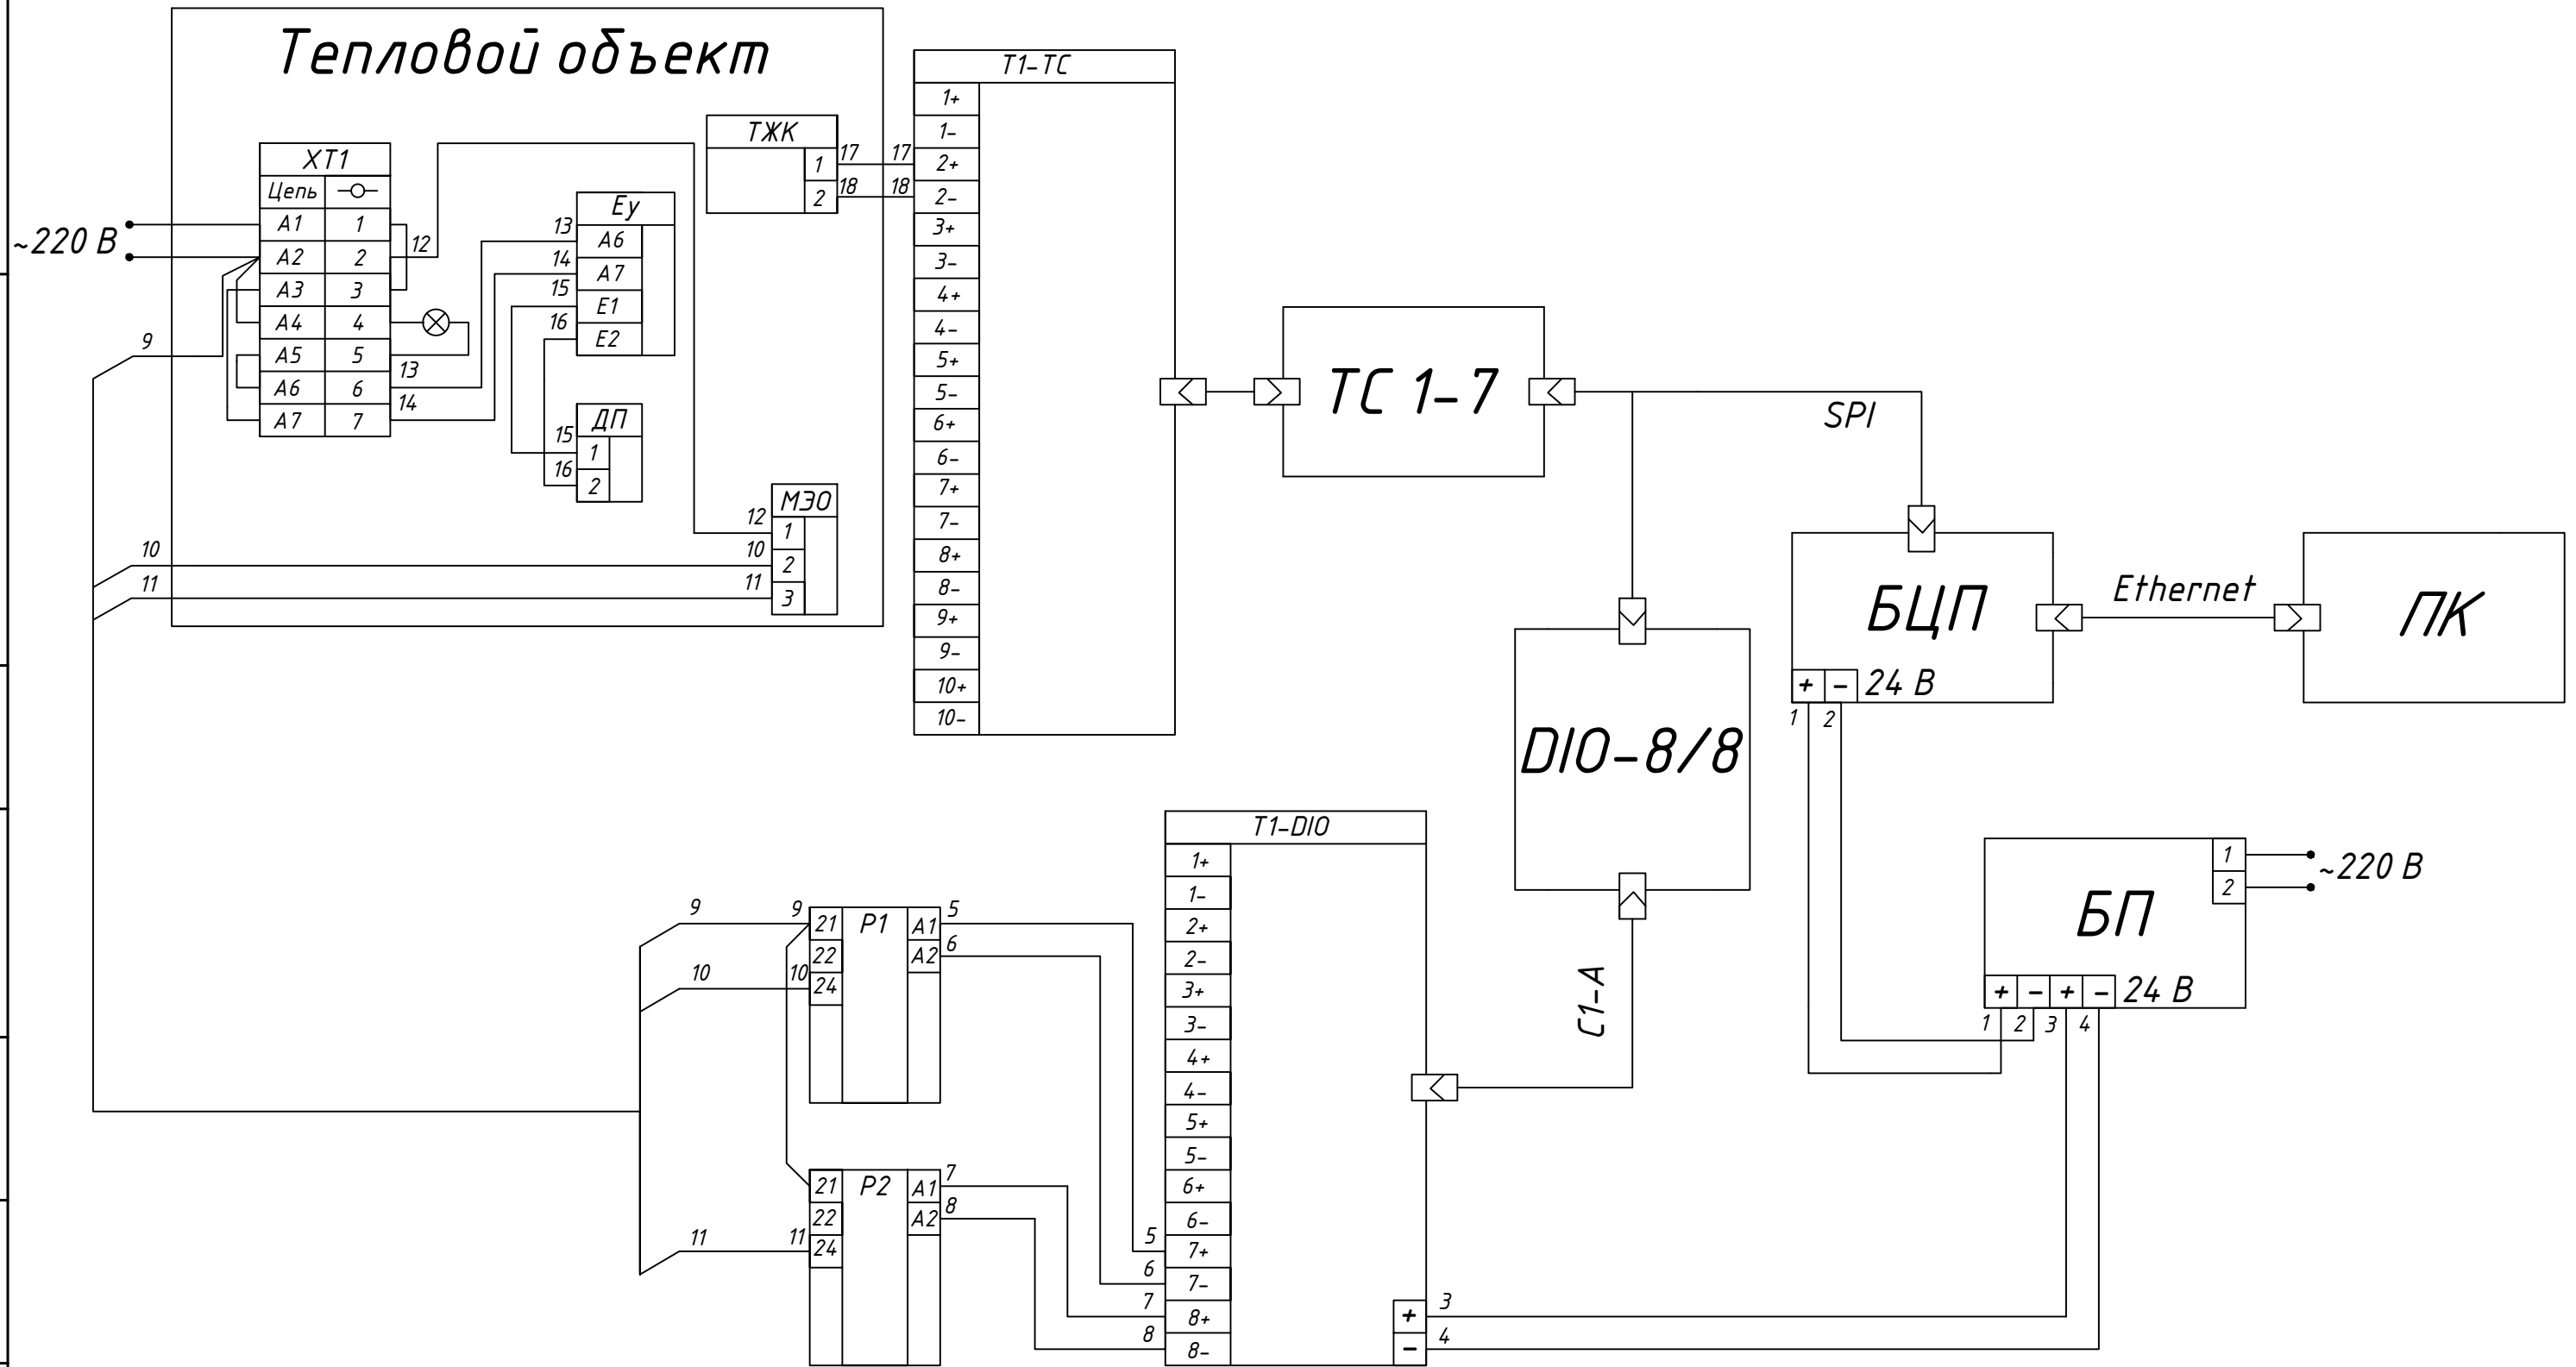 Тепловой объект
~220 В
ХТ1
Цепь
А1 1
А2 2
А3 3
А4 4
А5 5
А6 6
А7 7
12
13
14
9
10
11
Еу
13 А6
14 А7
15 Е1
16 Е2
ДП
15 1
16 2
ТЖК
1 17 17
2 18 18
МЭО
12 1
10 2
11 3
Т1-ТС
1+
1-
2+
2-
3+
3-
4+
4-
5+
5-
6+
6-
7+
7-
8+
8-
9+
9-
10+
10-
ТС 1-7
SPI
БЦП
+ - 24 В
1 2
Ethernet
ПК
DIO-8/8
С1-А
БП
1
2
~220 В
+ - + - 24 В
1 2 3 4
Т1-DIO
1+
1-
2+
2-
3+
3-
4+
4-
5+
5-
6+
6-
5 7+
6 7-
7 8+
8 8-
+ 3
- 4
9 9 21 Р1 А1 5
22 А2 6
10 10 24
21 Р2 А1 7
22 А2 8
11 11 24